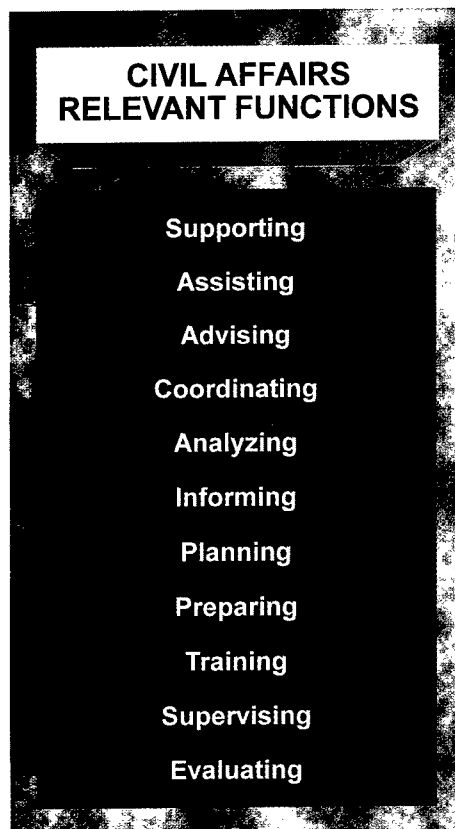 CIVIL AFFAIRS
RELEVANT FUNCTIONS
Supporting
Assisting
Advising
Coordinating
Analyzing
Informing
Planning
Preparing
Training
Supervising
Evaluating